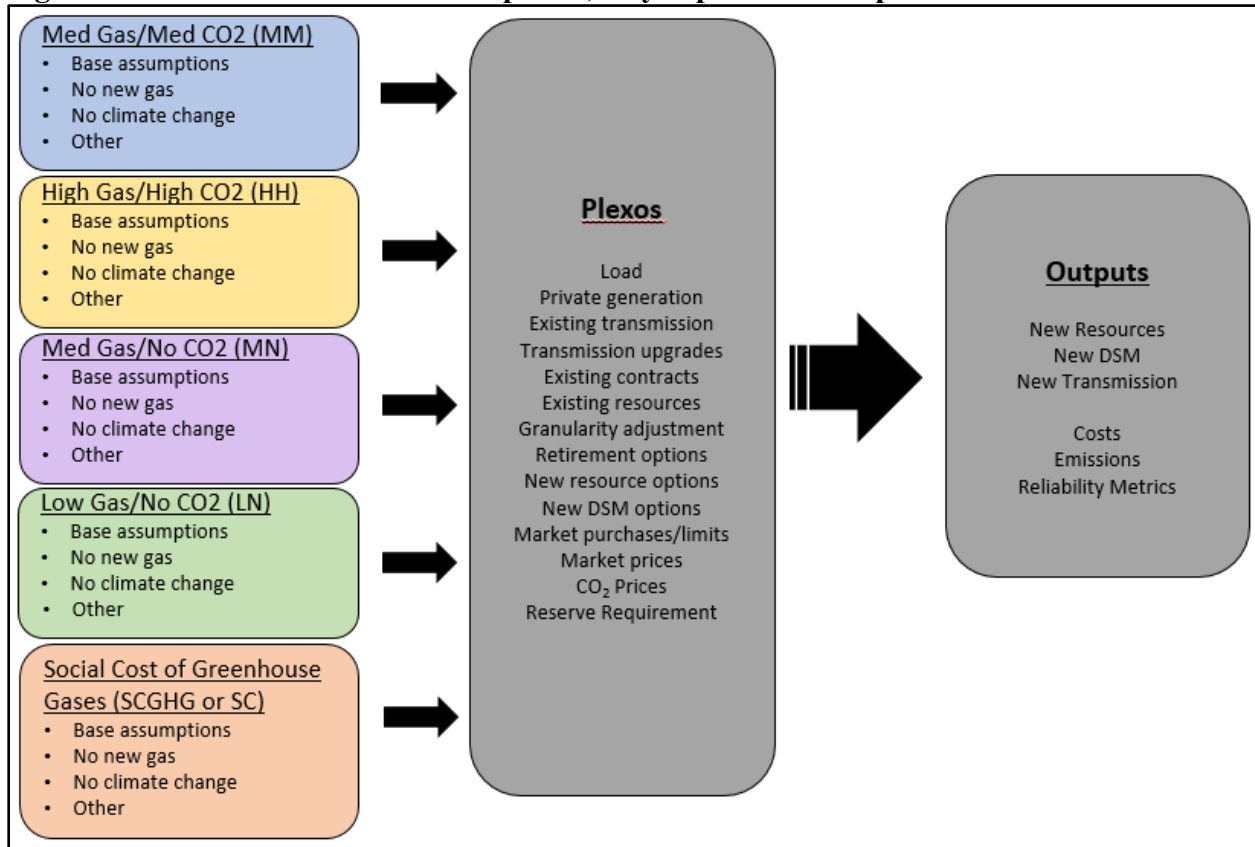 Med Gas/Med CO2 (MM)
• Base assumptions
• No new gas
• No climate change
• Other
High Gas/High CO2 (HH)
• Base assumptions
• No new gas
• No climate change
• Other
Med Gas/No CO2 (MN)
• Base assumptions
• No new gas
• No climate change
• Other
Low Gas/No CO2 (LN)
• Base assumptions
• No new gas
• No climate change
• Other
Social Cost of Greenhouse
Gases (SCGHG or SC)
• Base assumptions
• No new gas
• No climate change
• Other
Plexos
Load
Private generation
Existing transmission
Transmission upgrades
Existing contracts
Existing resources
Granularity adjustment
Retirement options
New resource options
New DSM options
Market purchases/limits
Market prices
CO₂ Prices
Reserve Requirement
Outputs
New Resources
New DSM
New Transmission
Costs
Emissions
Reliability Metrics